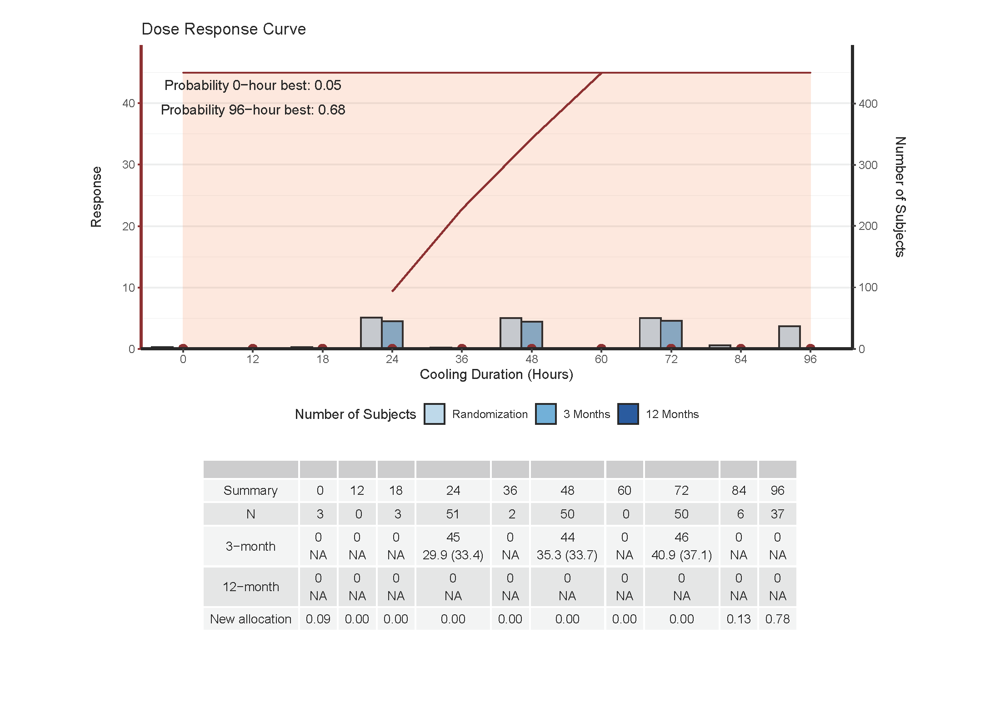 Dose Response Curve
Probability 0−hour best: 0.05
Probability 96−hour best: 0.68
Response
40
30
20
10
0
400
300
200
100
0
Number of Subjects
0 12 18 24 36 48 60 72 84 96
Cooling Duration (Hours)
Number of Subjects Randomization 3 Months 12 Months
Summary 0 12 18 24 36 48 60 72 84 96
N 3 0 3 51 2 50 0 50 6 37
3−month
0 0 0 45 0 44 0 46 0 0
NA NA NA 29.9 (33.4) NA 35.3 (33.7) NA 40.9 (37.1) NA NA
12−month
0 0 0 0 0 0 0 0 0 0
NA NA NA NA NA NA NA NA NA NA
New allocation 0.09 0.00 0.00 0.00 0.00 0.00 0.00 0.00 0.13 0.78